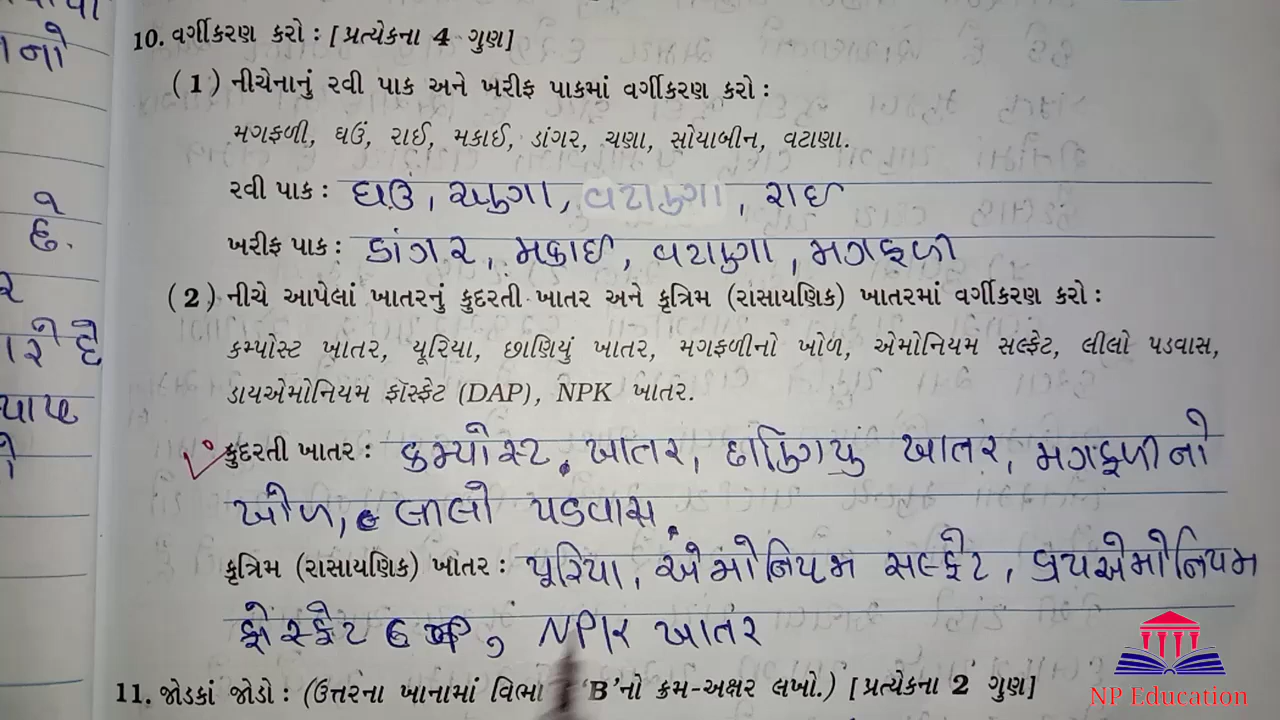 10. વર્ગીકરણ કરો : [ પ્રત્યેકના 4 ગુણ]
નો
( 1 ) નીચેનાનું રવી પાક અને ખરીફ પાકમાં વર્ગીકરણ કરો :
મગફળી, ઘઉં, રાઈ, મકાઈ, ડાંગર, ચણા, સોયાબીન, વટાણા.
રવી પાક : ઘઉં, ચણા, વટાણા, રાઈ
ખરીફ પાક : ડાંગર, મકાઈ, વટાણા, મગફળી
છે.
( 2 ) નીચે આપેલાં ખાતરનું કુદરતી ખાતર અને કૃત્રિમ (રાસાયણિક) ખાતરમાં વર્ગીકરણ કરો :
કમ્પોસ્ટ ખાતર, યૂરિયા, છાણિયું ખાતર, મગફળીનો ખોળ, એમોનિયમ સલ્ફેટ, લીલો પડવાસ,
ડાયએમોનિયમ ફૉસ્ફેટ (DAP), NPK ખાતર.
કુદરતી ખાતર : કમ્પોસ્ટ ખાતર, છાણિયું ખાતર, મગફળીનો
ખોળ, લીલો પડવાસ
કૃત્રિમ (રાસાયણિક) ખાતર : યૂરિયા, એમોનિયમ સલ્ફેટ, ડાયએમોનિયમ
ફોસ્ફેટ, NPK ખાતર
11. જોડકાં જોડો : (ઉત્તરના ખાનામાં વિભા 'B'નો ક્રમ-અક્ષર લખો.) [ પ્રત્યેકના 2 ગુણ]
NP Education